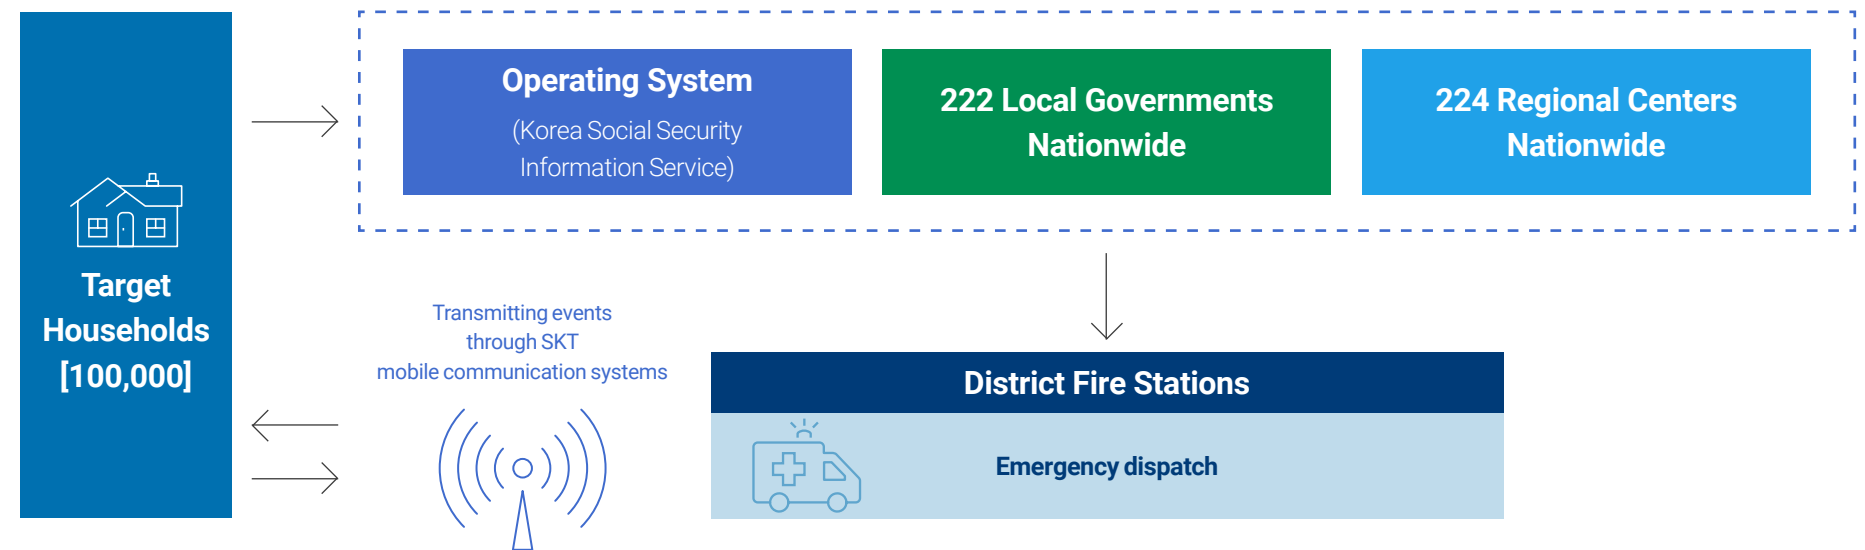 Target
Households
[100,000]
Operating System
(Korea Social Security
Information Service)
222 Local Governments
Nationwide
224 Regional Centers
Nationwide
Transmitting events
through SKT
mobile communication systems
District Fire Stations
Emergency dispatch